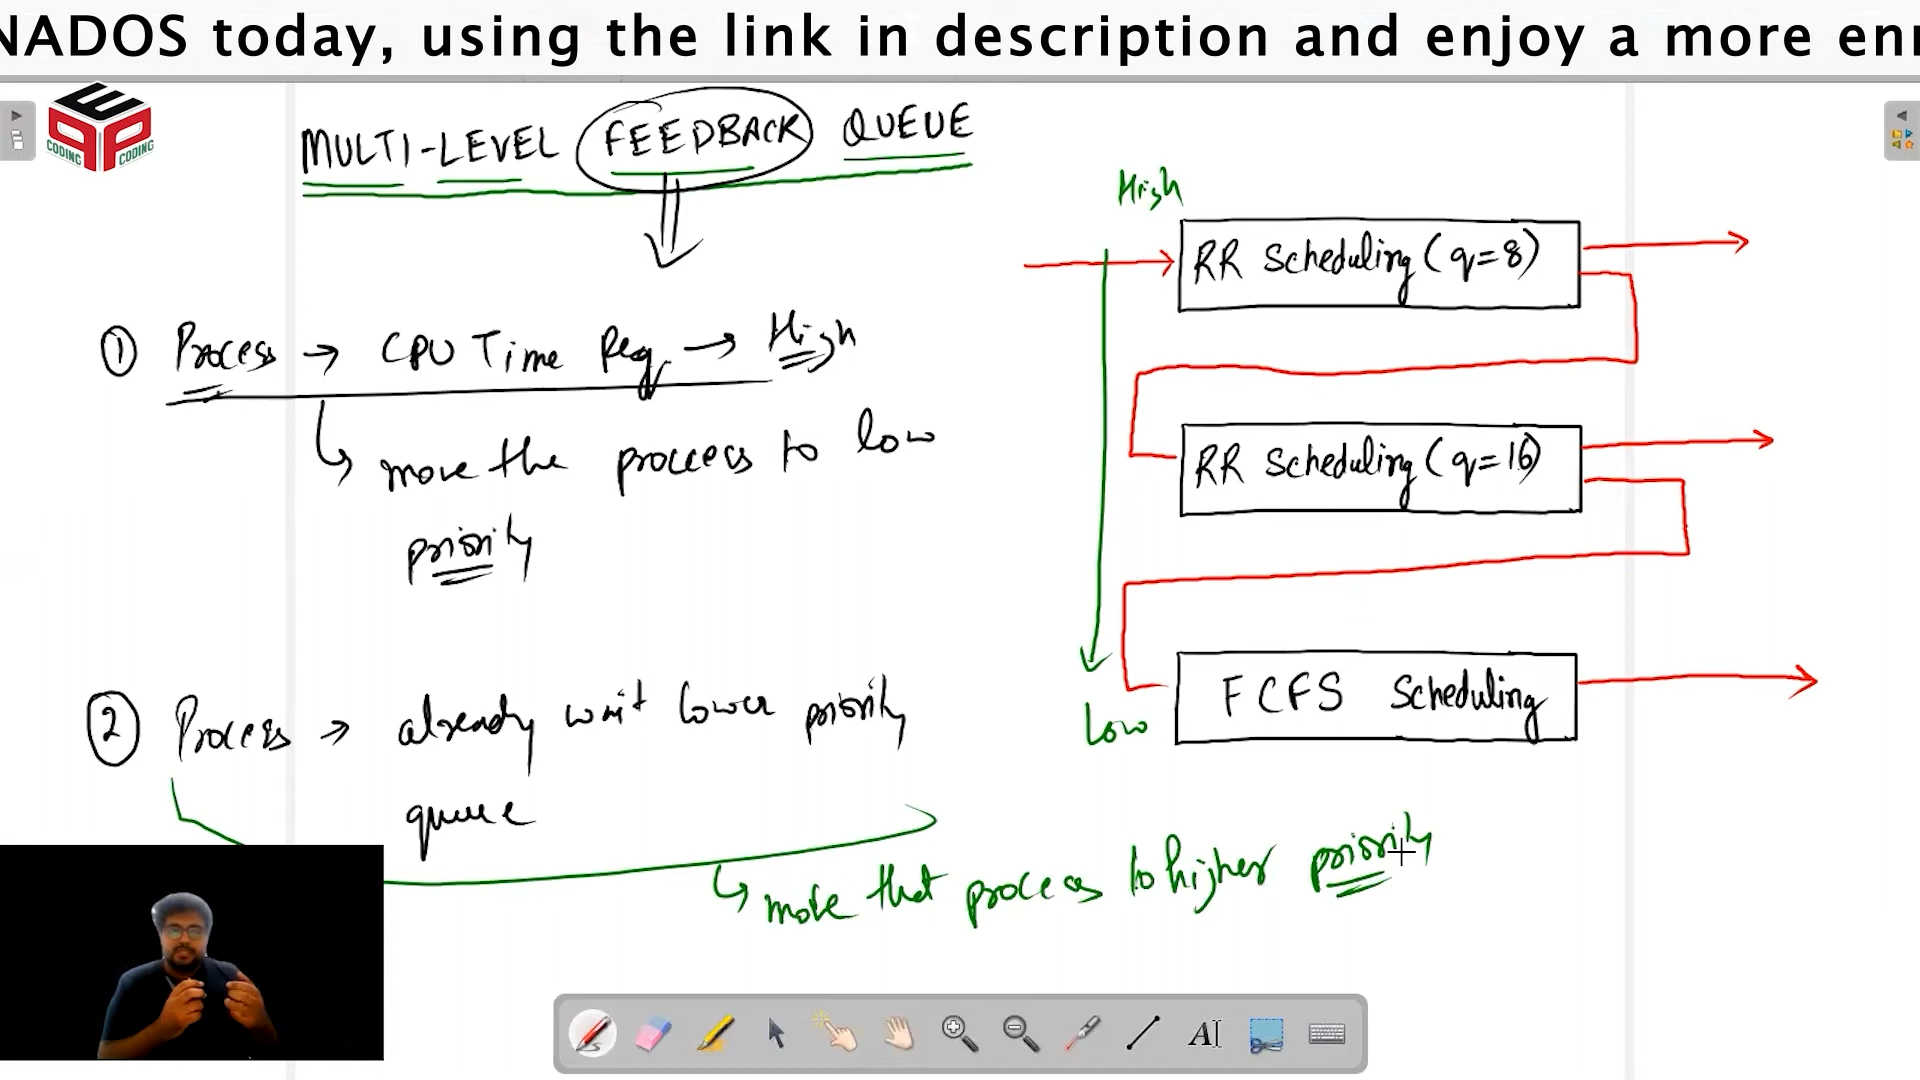 NADOS today, using the link in description and enjoy a more enr
CODING CODING
MULTI-LEVEL FEEDBACK QUEUE
① Process → CPU Time Req → High
move the process to low
priority
② Process → already wait lower priority
queue
move that process to higher priority
High
RR Scheduling (q=8)
RR Scheduling (q=16)
FCFS Scheduling
Low